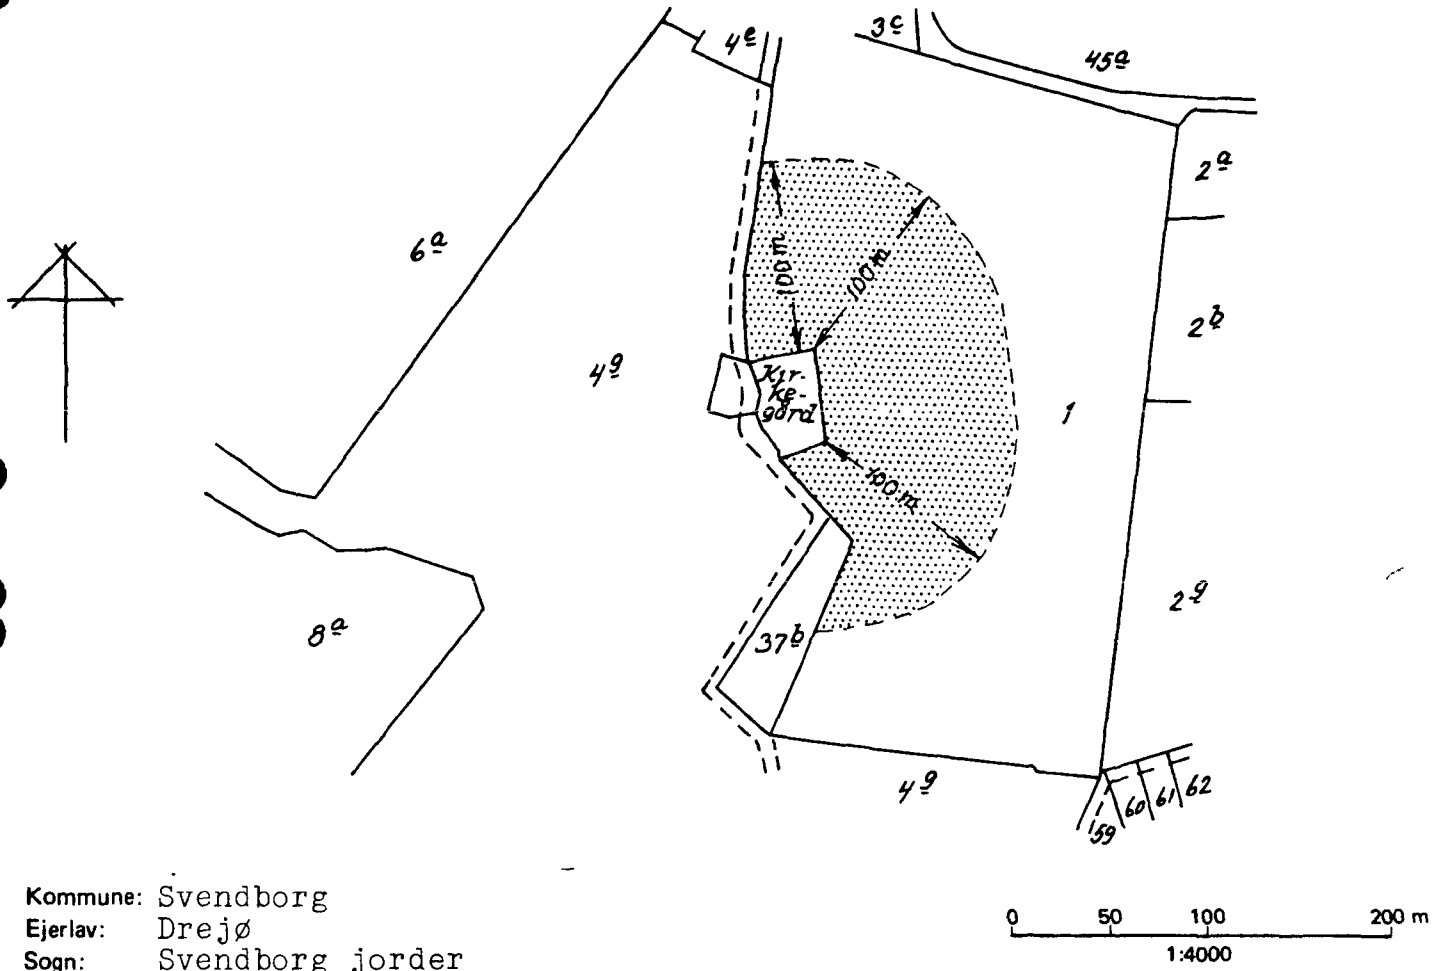 4e
3c
45a
2a
6a
100 m
100 m
2b
4g
Kir-
ke-
gård
1
100 m
2g
8a
37b
4g
60 61 62
59
Kommune: Svendborg
Ejerlav: Drejø
Sogn: Svendborg jorder
0 50 100 200 m
1:4000